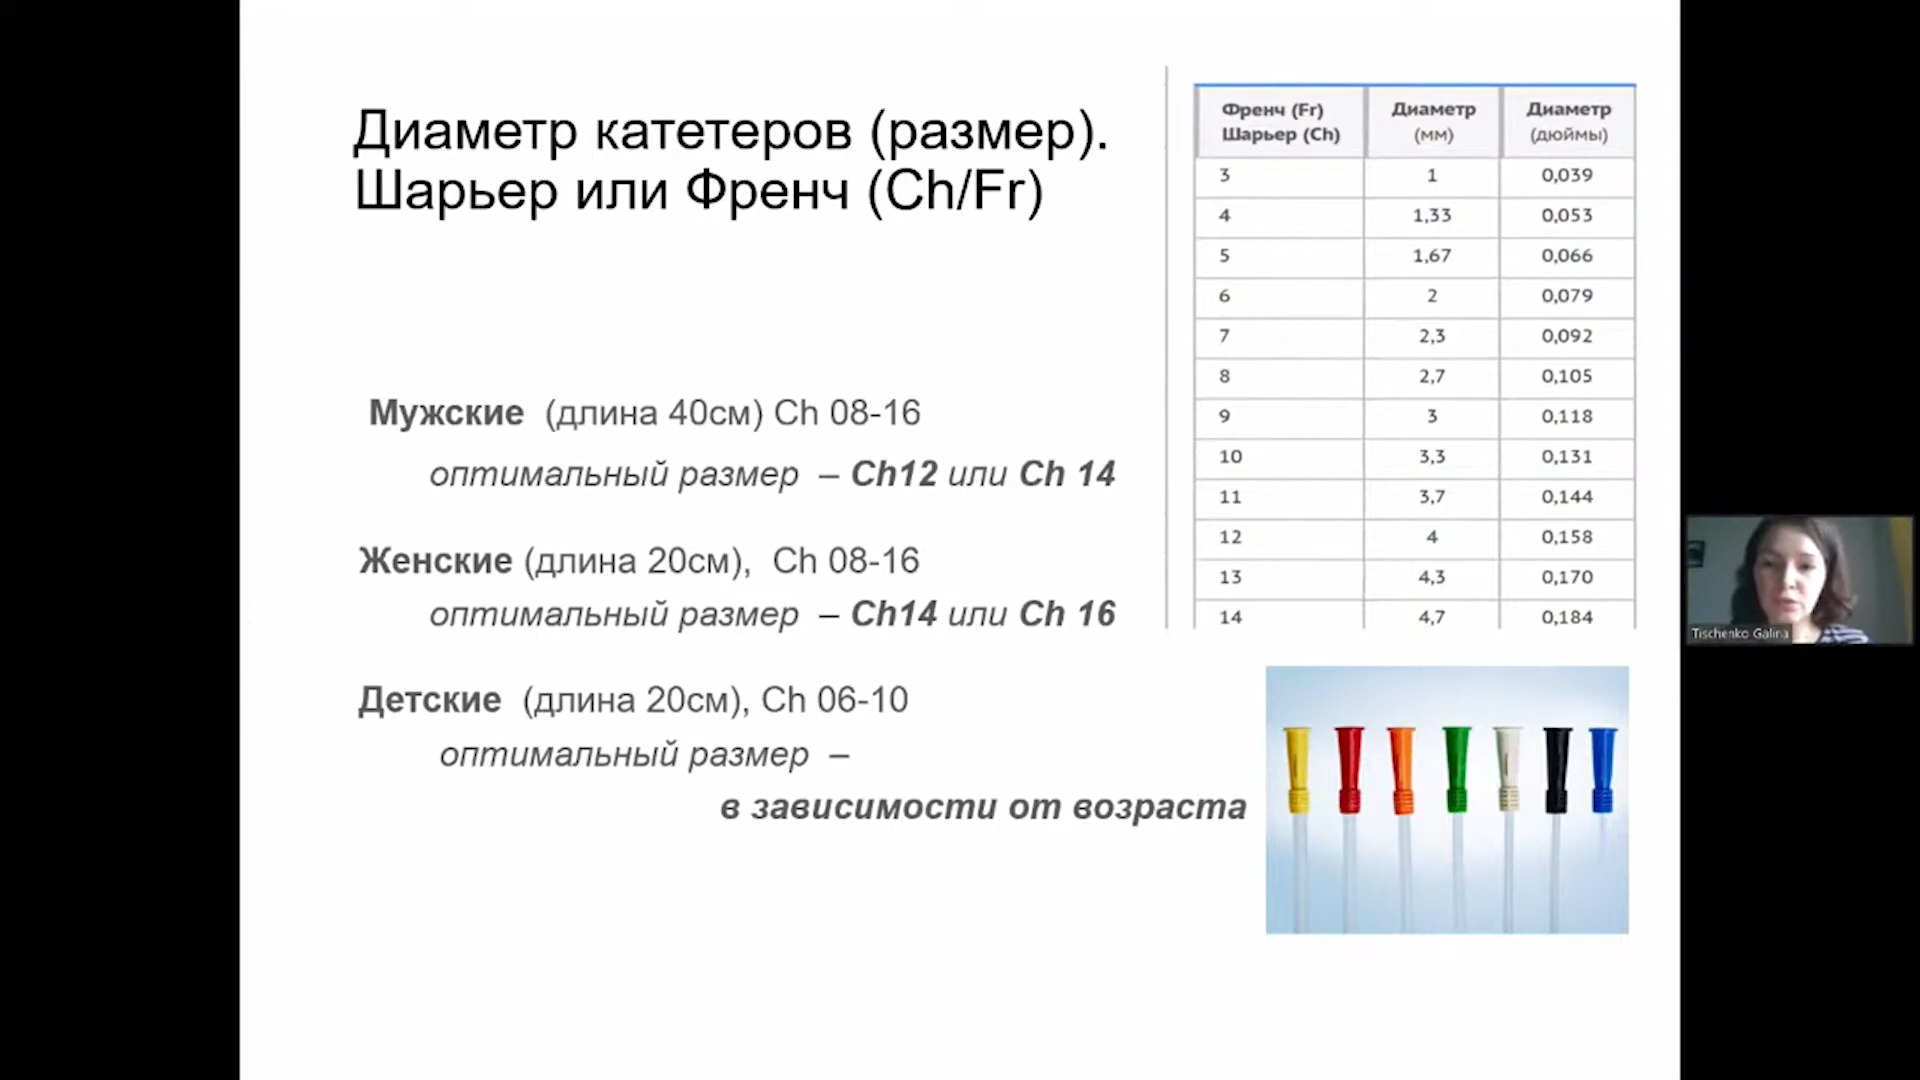 Диаметр катетеров (размер).
Шарьер или Френч (Ch/Fr)
Мужские (длина 40см) Ch 08-16
оптимальный размер – Ch12 или Ch 14
Женские (длина 20см), Ch 08-16
оптимальный размер – Ch14 или Ch 16
Детские (длина 20см), Ch 06-10
оптимальный размер –
в зависимости от возраста
Френч (Fr) Диаметр Диаметр
Шарьер (Ch) (мм) (дюймы)
3 1 0,039
4 1,33 0,053
5 1,67 0,066
6 2 0,079
7 2,3 0,092
8 2,7 0,105
9 3 0,118
10 3,3 0,131
11 3,7 0,144
12 4 0,158
13 4,3 0,170
14 4,7 0,184
Tischenko Galina